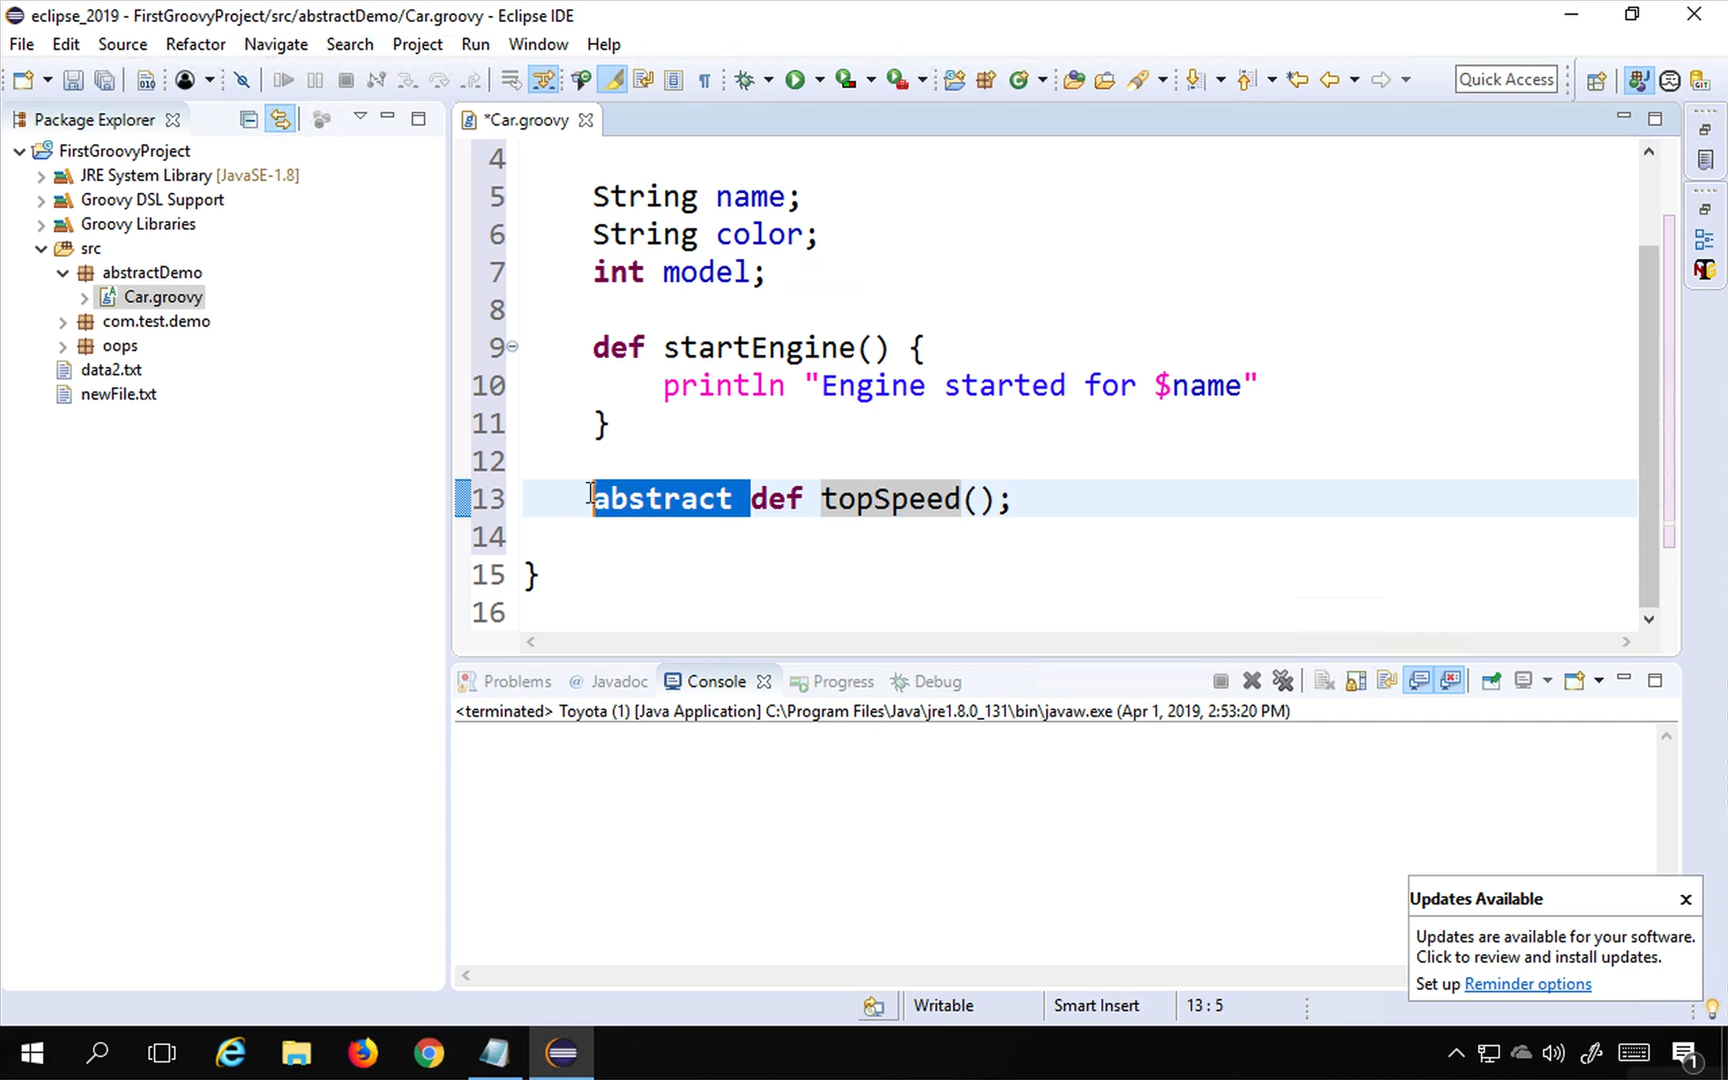 eclipse_2019 - FirstGroovyProject/src/abstractDemo/Car.groovy - Eclipse IDE
File Edit Source Refactor Navigate Search Project Run Window Help
Quick Access
Package Explorer
FirstGroovyProject
JRE System Library [JavaSE-1.8]
Groovy DSL Support
Groovy Libraries
src
abstractDemo
Car.groovy
com.test.demo
oops
data2.txt
newFile.txt
*Car.groovy
4
5 String name;
6 String color;
7 int model;
8
9 def startEngine() {
10 println "Engine started for $name"
11 }
12
13 abstract def topSpeed();
14
15 }
16
Problems @ Javadoc Console Progress Debug
<terminated> Toyota (1) [Java Application] C:\Program Files\Java\jre1.8.0_131\bin\javaw.exe (Apr 1, 2019, 2:53:20 PM)
Updates Available
Updates are available for your software.
Click to review and install updates.
Set up Reminder options
Writable Smart Insert 13 : 5
1